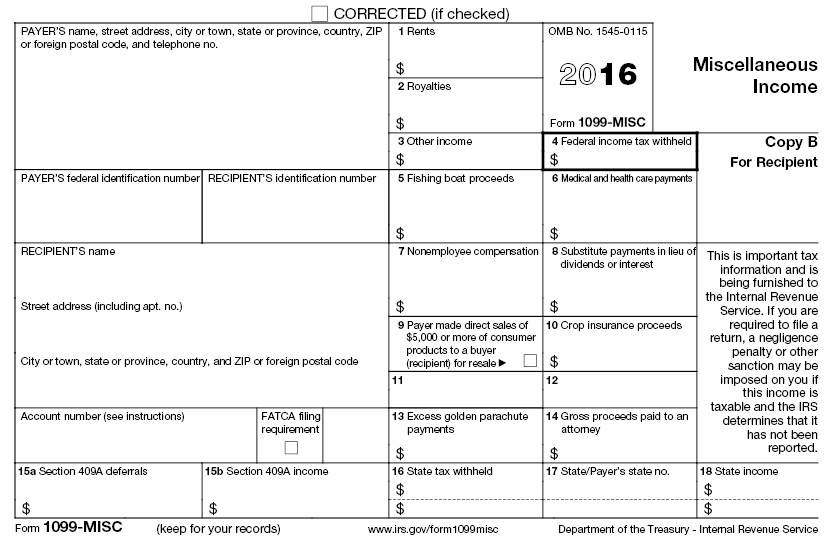 CORRECTED (if checked)
PAYER'S name, street address, city or town, state or province, country, ZIP
or foreign postal code, and telephone no.
1 Rents
$
OMB No. 1545-0115
2016
Form 1099-MISC
Miscellaneous
Income
2 Royalties
$
3 Other income
$
4 Federal income tax withheld
$
Copy B
For Recipient
PAYER'S federal identification number
RECIPIENT'S identification number
5 Fishing boat proceeds
$
6 Medical and health care payments
$
RECIPIENT'S name
7 Nonemployee compensation
$
8 Substitute payments in lieu of
dividends or interest
$
This is important tax
information and is
being furnished to
the Internal Revenue
Service. If you are
required to file a
return, a negligence
penalty or other
sanction may be
imposed on you if
this income is
taxable and the IRS
determines that it
has not been
reported.
Street address (including apt. no.)
9 Payer made direct sales of
$5,000 or more of consumer
products to a buyer
(recipient) for resale ▶
10 Crop insurance proceeds
$
City or town, state or province, country, and ZIP or foreign postal code
11
12
Account number (see instructions)
FATCA filing
requirement
13 Excess golden parachute
payments
$
14 Gross proceeds paid to an
attorney
$
15a Section 409A deferrals
$
15b Section 409A income
$
16 State tax withheld
$
$
17 State/Payer's state no.
18 State income
$
$
Form 1099-MISC
(keep for your records)
www.irs.gov/form1099misc
Department of the Treasury - Internal Revenue Service